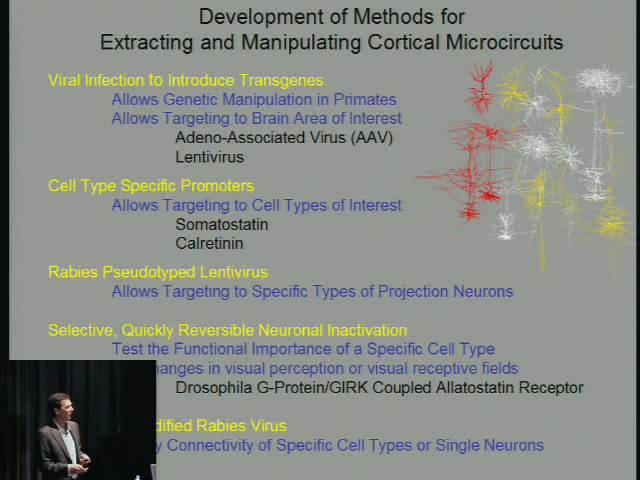 Development of Methods for
Extracting and Manipulating Cortical Microcircuits
Viral Infection to Introduce Transgenes
Allows Genetic Manipulation in Primates
Allows Targeting to Brain Area of Interest
Adeno-Associated Virus (AAV)
Lentivirus
Cell Type Specific Promoters
Allows Targeting to Cell Types of Interest
Somatostatin
Calretinin
Rabies Pseudotyped Lentivirus
Allows Targeting to Specific Types of Projection Neurons
Selective, Quickly Reversible Neuronal Inactivation
Test the Functional Importance of a Specific Cell Type
in visual perception or visual receptive fields
Drosophila G-Protein/GIRK Coupled Allatostatin Receptor
Rabies Virus
Connectivity of Specific Cell Types or Single Neurons